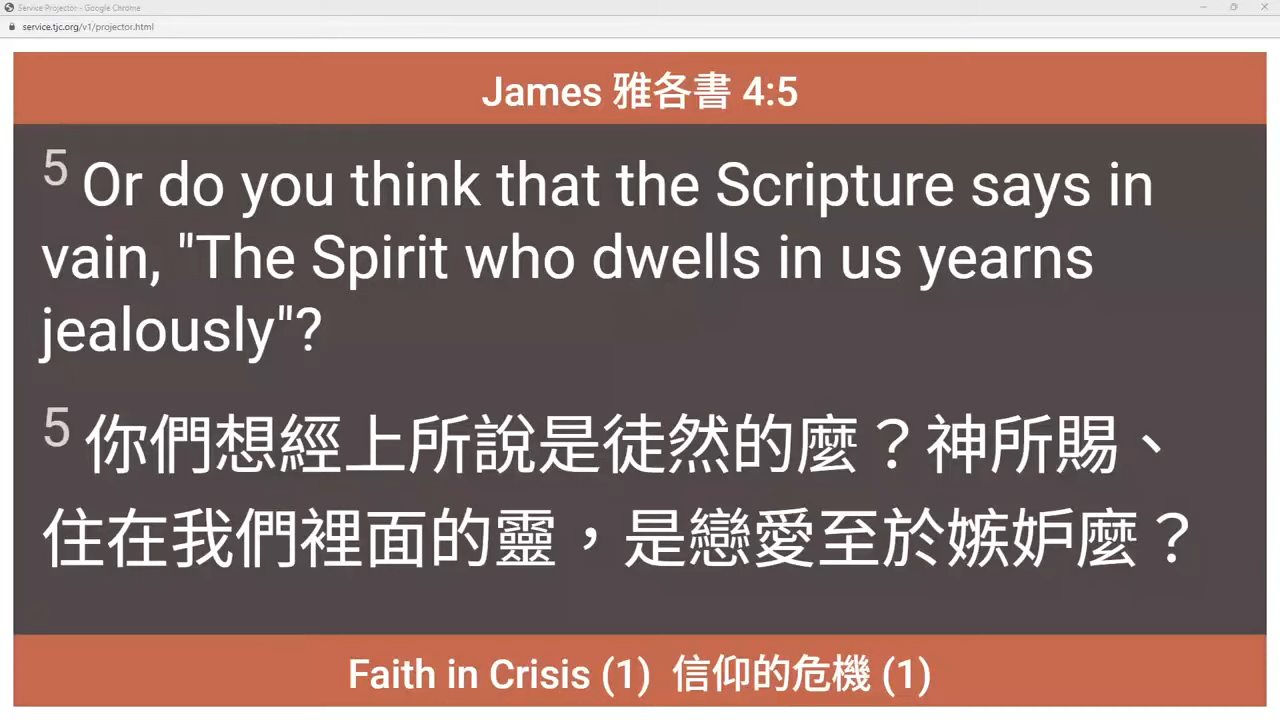 Service Projector - Google Chrome
service.tjc.org/v1/projector.html
James 雅各書 4:5
5 Or do you think that the Scripture says in
vain, "The Spirit who dwells in us yearns
jealously"?
5 你們想經上所說是徒然的麼？神所賜、
住在我們裡面的靈，是戀愛至於嫉妒麼？
Faith in Crisis (1) 信仰的危機 (1)